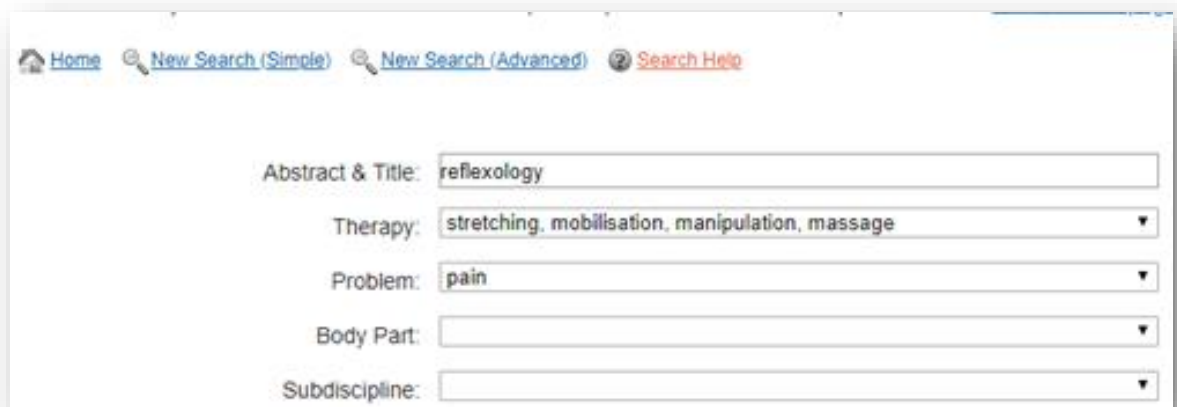 Home New Search (Simple) New Search (Advanced) Search Help
Abstract & Title: reflexology
Therapy: stretching, mobilisation, manipulation, massage
Problem: pain
Body Part:
Subdiscipline: